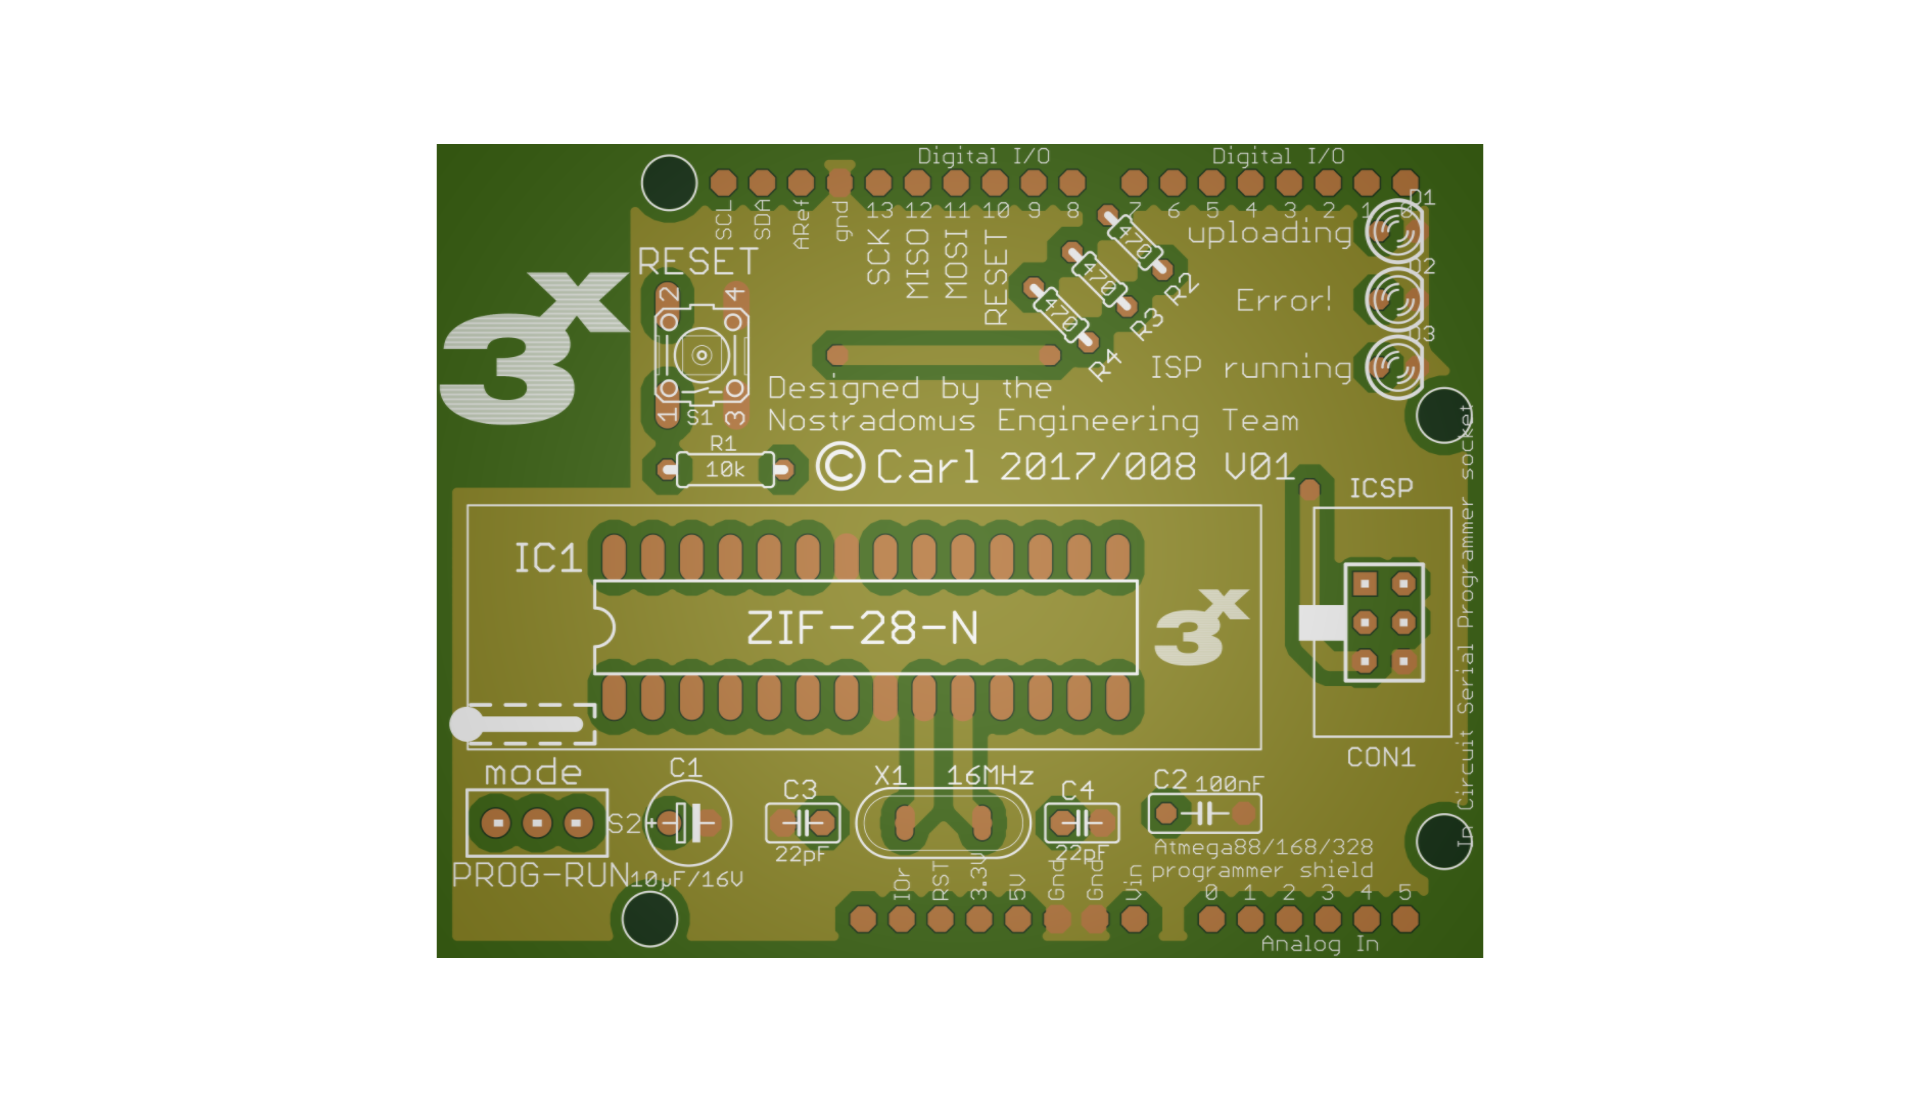 Digital I/O Digital I/O
SCL SDA ARef gnd 13 12 11 10 9 8 7 6 5 4 3 2 1 0
SCK MISO MOSI RESET
D1
uploading
470 R2
RESET
D2
Error!
470 R3
2 4
3x
D3
ISP running
470 R4
1 S1 3
Designed by the
Nostradomus Engineering Team
R1
10k
© Carl 2017/008 V01
ICSP
In Circuit Serial Programmer socket
IC1
ZIF-28-N
3x
CON1
mode
S2
PROG-RUN
C1
+
10µF/16V
C3
22pF
X1 16MHz
C4
22pF
C2 100nF
Atmega88/168/328
programmer shield
IOr RST 3.3V 5V Gnd Gnd Vin 0 1 2 3 4 5
Analog In